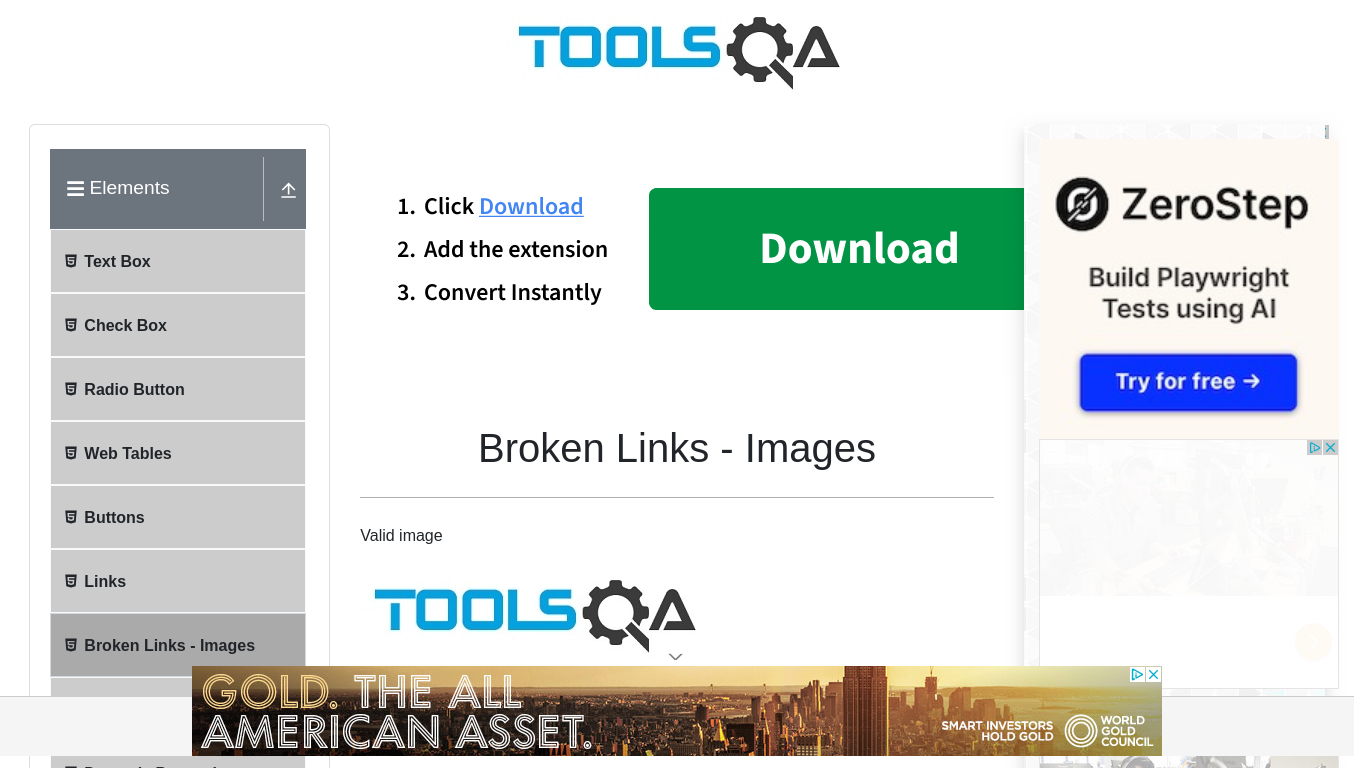 TOOLSQA
Elements
Text Box
Check Box
Radio Button
Web Tables
Buttons
Links
Broken Links - Images
1. Click Download
2. Add the extension
3. Convert Instantly
Download
Broken Links - Images
Valid image
TOOLSQA
ZeroStep
Build Playwright
Tests using AI
Try for free →
GOLD. THE ALL
AMERICAN ASSET.
SMART INVESTORS
HOLD GOLD
WORLD
GOLD
COUNCIL